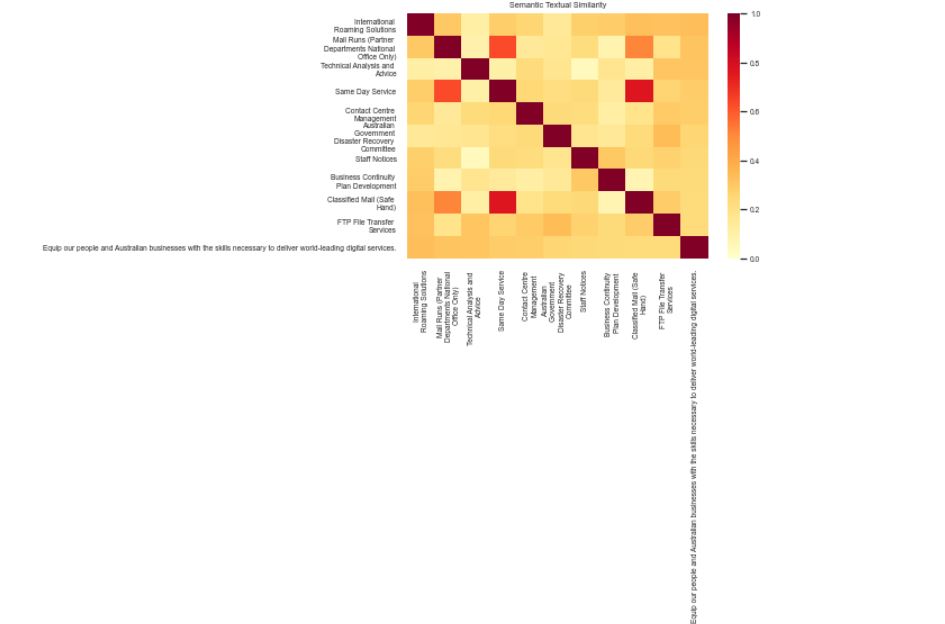 Semantic Textual Similarity
International
Roaming Solutions
Mail Runs (Partner
Departments National
Office Only)
Technical Analysis and
Advice
Same Day Service
Contact Centre
Management
Australian
Government
Disaster Recovery
Committee
Staff Notices
Business Continuity
Plan Development
Classified Mail (Safe
Hand)
FTP File Transfer
Services
Equip our people and Australian businesses with the skills necessary to deliver world-leading digital services.
1.0
0.8
0.6
0.4
0.2
0.0
International
Roaming Solutions
Mail Runs (Partner
Departments National
Office Only)
Technical Analysis and
Advice
Same Day Service
Contact Centre
Management
Australian
Government
Disaster Recovery
Committee
Staff Notices
Business Continuity
Plan Development
Classified Mail (Safe
Hand)
FTP File Transfer
Services
Equip our people and Australian businesses with the skills necessary to deliver world-leading digital services.